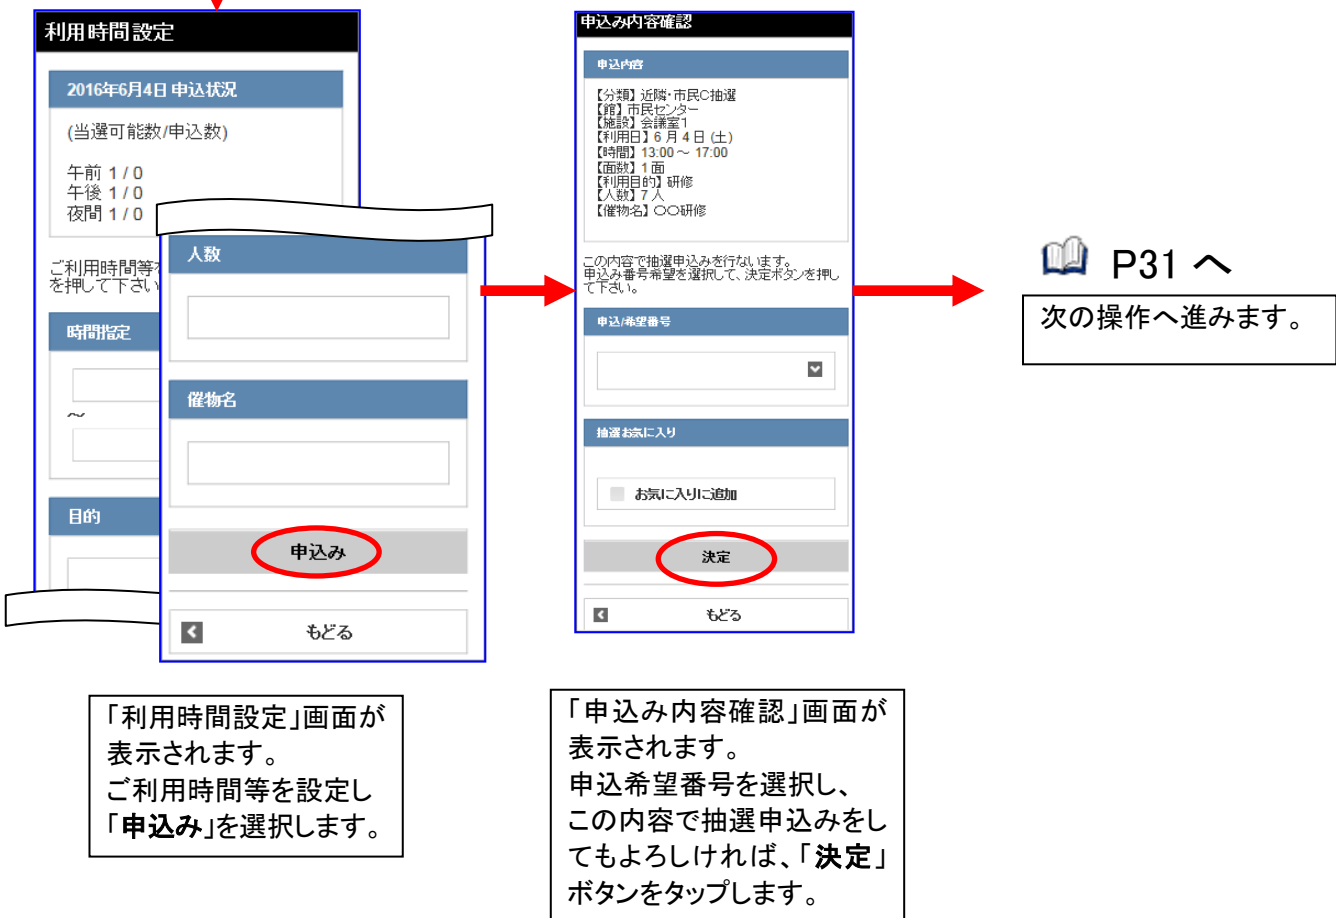 利用時間設定
2016年6月4日 申込状況
(当選可能数/申込数)
午前 1 / 0
午後 1 / 0
夜間 1 / 0
ご利用時間等
を押して下さい
時間指定
～
目的
人数
催物名
申込み
もどる
「利用時間設定」画面が
表示されます。
ご利用時間等を設定し
「申込み」を選択します。
申込み内容確認
申込内容
【分類】近隣・市民C抽選
【館】市民センター
【施設】会議室1
【利用日】6 月 4 日 (土)
【時間】13:00 ～ 17:00
【面数】1 面
【利用目的】研修
【人数】7 人
【催物名】〇〇研修
この内容で抽選申込みを行ないます。
申込み番号希望を選択して、決定ボタンを押し
て下さい。
申込/希望番号
抽選お気に入り
お気に入りに追加
決定
もどる
「申込み内容確認」画面が
表示されます。
申込希望番号を選択し、
この内容で抽選申込みをし
てもよろしければ、「決定」
ボタンをタップします。
P31 へ
次の操作へ進みます。